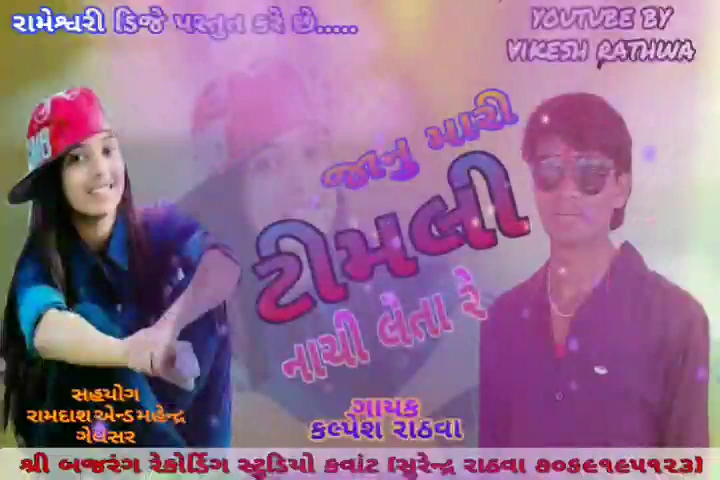 રામેશ્વરી ડિજે પરસ્તુત કરે છે.....
YOUTUBE BY
VIKESH RATHWA
જાનુ મારી
ટીમલી
નાચી લેતા રે
સહયોગ
રામદાશ એન્ડ મહેન્દ્ર
ગેલસર
ગાયક
કલ્પેશ રાઠવા
શ્રી બજરંગ રેકોર્ડિગ સ્ટુડિયો કવાંટ (સુરેન્દ્ર રાઠવા ૭૦૬૯૧૯૫૧૨૩)